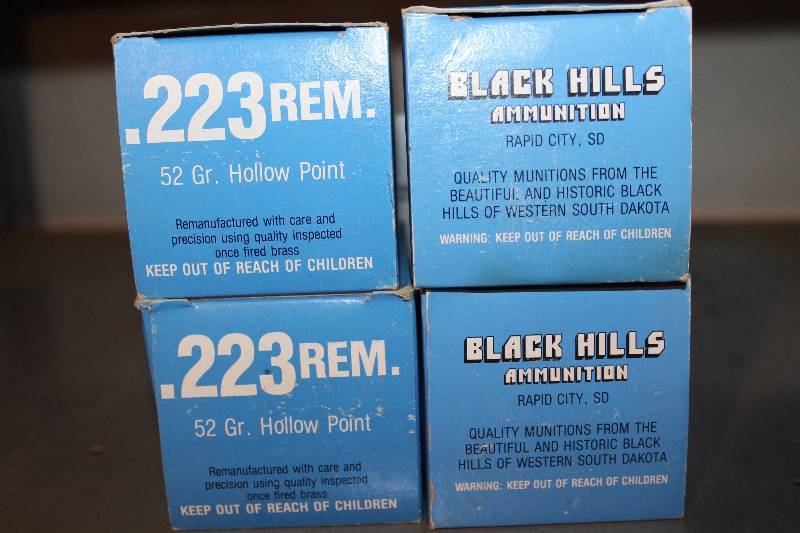 .223 REM.
52 Gr. Hollow Point
Remanufactured with care and
precision using quality inspected
once fired brass
KEEP OUT OF REACH OF CHILDREN
BLACK HILLS
AMMUNITION
RAPID CITY, SD
QUALITY MUNITIONS FROM THE
BEAUTIFUL AND HISTORIC BLACK
HILLS OF WESTERN SOUTH DAKOTA
WARNING: KEEP OUT OF REACH OF CHILDREN
.223 REM.
52 Gr. Hollow Point
Remanufactured with care and
precision using quality inspected
once fired brass
KEEP OUT OF REACH OF CHILDREN
BLACK HILLS
AMMUNITION
RAPID CITY, SD
QUALITY MUNITIONS FROM THE
BEAUTIFUL AND HISTORIC BLACK
HILLS OF WESTERN SOUTH DAKOTA
WARNING: KEEP OUT OF REACH OF CHILDREN